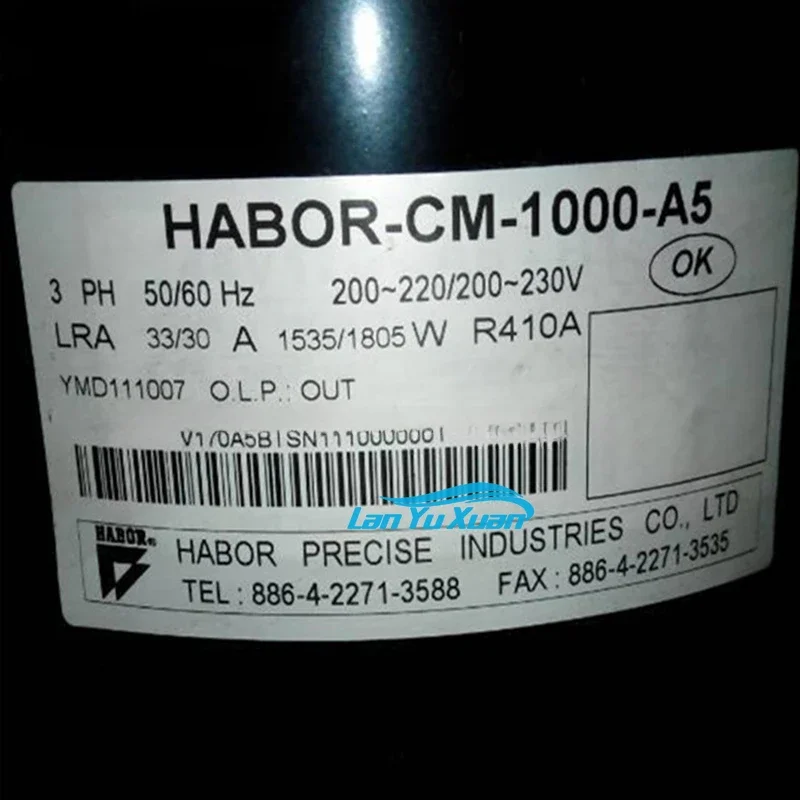 HABOR-CM-1000-A5
3 PH 50/60 Hz 200~220/200~230V
OK
LRA 33/30 A 1535/1805 W R410A
YMD111007 O.L.P.: OUT
Lan Yu Xuan
HABOR®
HABOR PRECISE INDUSTRIES CO., LTD
TEL : 886-4-2271-3588 FAX : 886-4-2271-3535